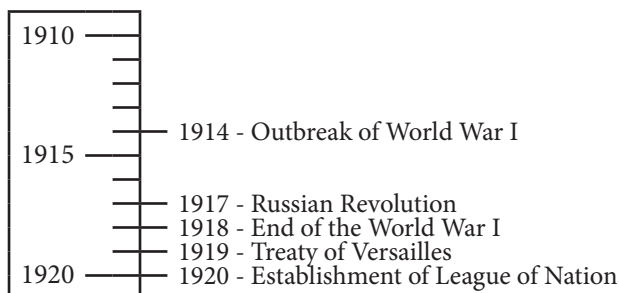 1910
1914 - Outbreak of World War I
1915
1917 - Russian Revolution
1918 - End of the World War I
1919 - Treaty of Versailles
1920
1920 - Establishment of League of Nation